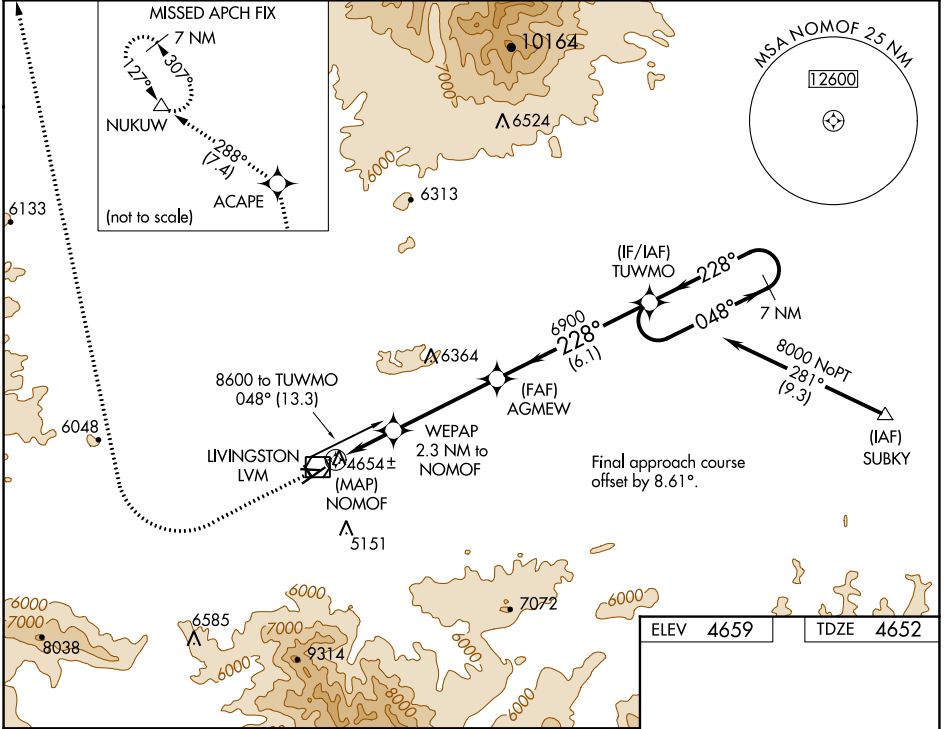 MISSED APCH FIX
7 NM
307°
127°
NUKUW
288°
(7.4)
ACAPE
(not to scale)
10164
7000
6524
6000
6313
MSA NOMOF 25 NM
12600
6133
(IF/IAF)
TUWMO
228°
048°
7 NM
6900
228°
(6.1)
8000 NoPT
281°
(9.3)
(IAF)
SUBKY
6364
(FAF)
AGMEW
8600 to TUWMO
048° (13.3)
6048
WEPAP
2.3 NM to
NOMOF
LIVINGSTON
LVM
4654±
(MAP)
NOMOF
Final approach course
offset by 8.61°.
5151
6000
7000
8038
6585
6000
7000
9314
8000
7072
6000
6000
6000
ELEV 4659
TDZE 4652